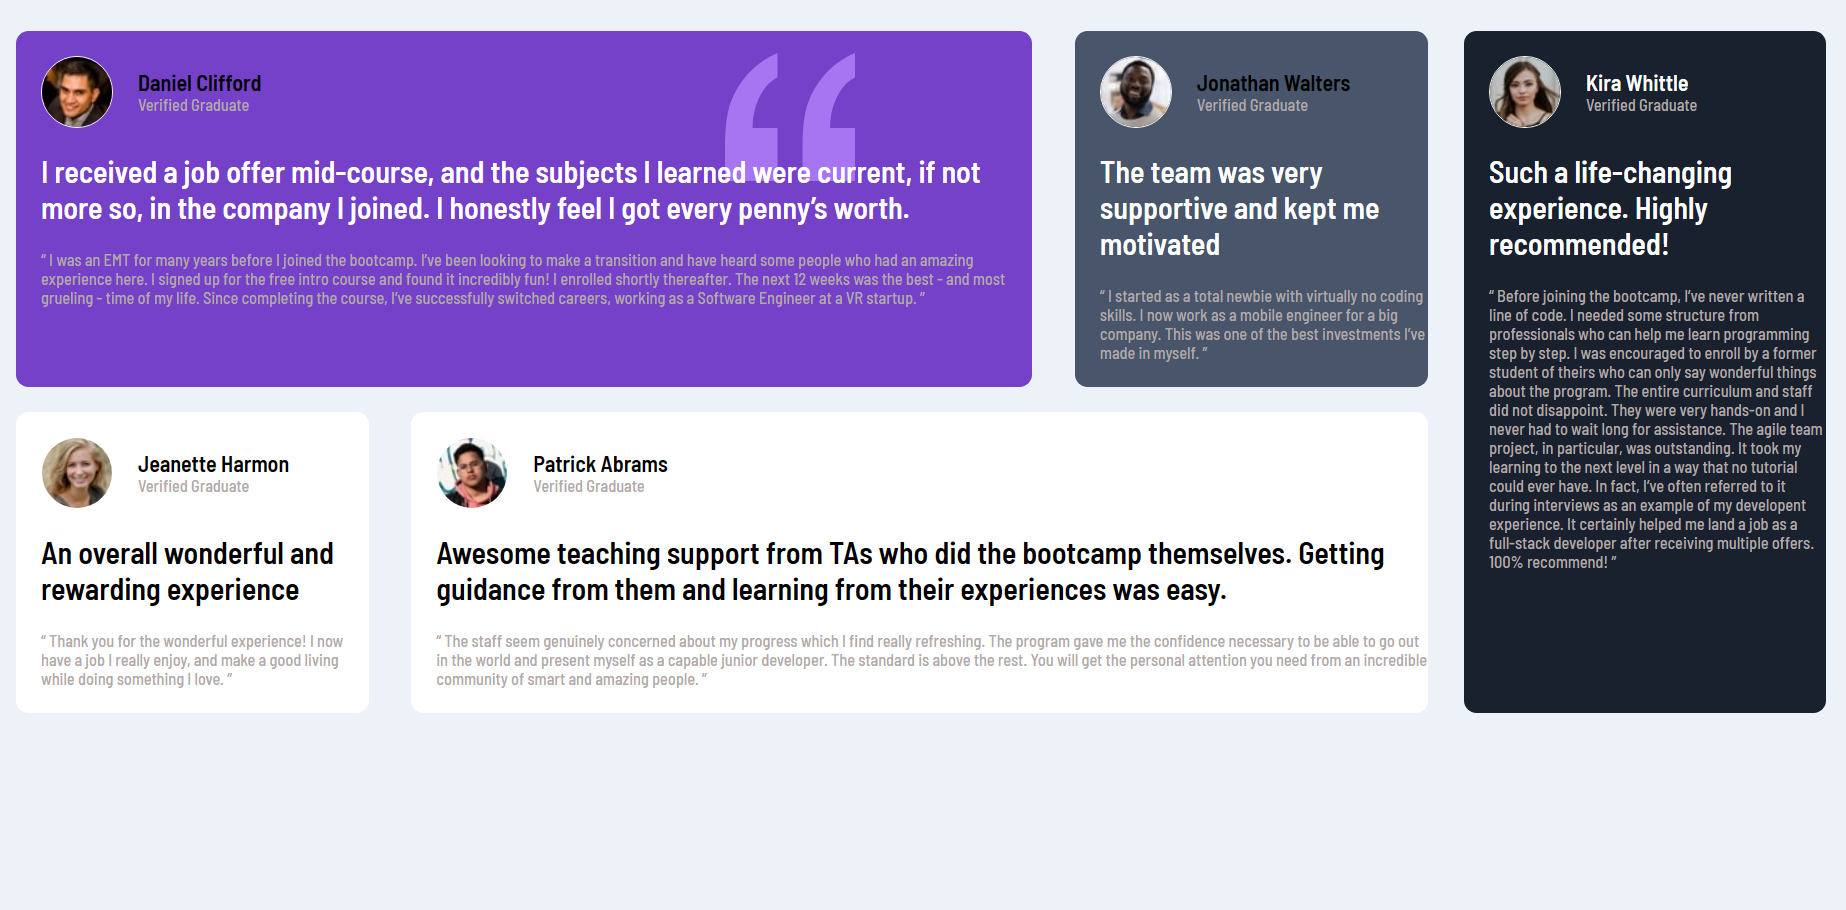 Daniel Clifford
Verified Graduate
I received a job offer mid-course, and the subjects I learned were current, if not
more so, in the company I joined. I honestly feel I got every penny’s worth.
“ I was an EMT for many years before I joined the bootcamp. I’ve been looking to make a transition and have heard some people who had an amazing
experience here. I signed up for the free intro course and found it incredibly fun! I enrolled shortly thereafter. The next 12 weeks was the best - and most
grueling - time of my life. Since completing the course, I’ve successfully switched careers, working as a Software Engineer at a VR startup. ”
Jonathan Walters
Verified Graduate
The team was very
supportive and kept me
motivated
“ I started as a total newbie with virtually no coding
skills. I now work as a mobile engineer for a big
company. This was one of the best investments I’ve
made in myself. ”
Kira Whittle
Verified Graduate
Such a life-changing
experience. Highly
recommended!
“ Before joining the bootcamp, I’ve never written a
line of code. I needed some structure from
professionals who can help me learn programming
step by step. I was encouraged to enroll by a former
student of theirs who can only say wonderful things
about the program. The entire curriculum and staff
did not disappoint. They were very hands-on and I
never had to wait long for assistance. The agile team
project, in particular, was outstanding. It took my
learning to the next level in a way that no tutorial
could ever have. In fact, I’ve often referred to it
during interviews as an example of my developent
experience. It certainly helped me land a job as a
full-stack developer after receiving multiple offers.
100% recommend! ”
Jeanette Harmon
Verified Graduate
An overall wonderful and
rewarding experience
“ Thank you for the wonderful experience! I now
have a job I really enjoy, and make a good living
while doing something I love. ”
Patrick Abrams
Verified Graduate
Awesome teaching support from TAs who did the bootcamp themselves. Getting
guidance from them and learning from their experiences was easy.
“ The staff seem genuinely concerned about my progress which I find really refreshing. The program gave me the confidence necessary to be able to go out
in the world and present myself as a capable junior developer. The standard is above the rest. You will get the personal attention you need from an incredible
community of smart and amazing people. ”